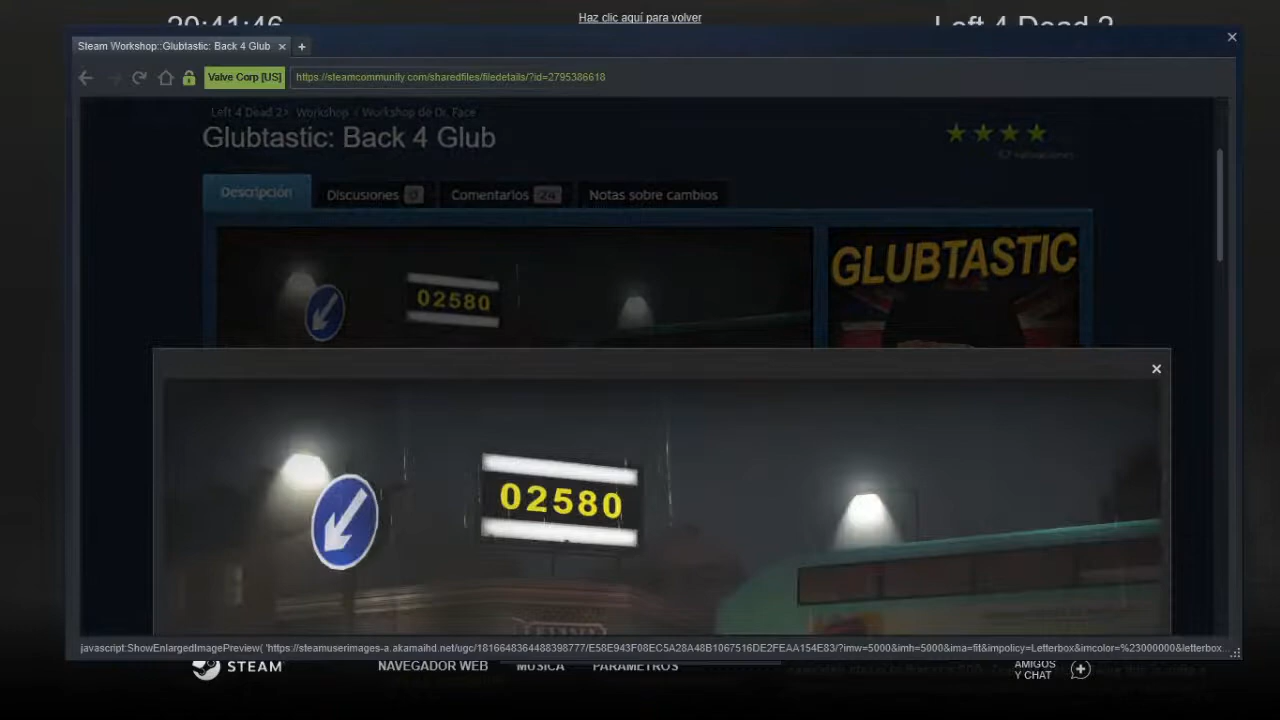 20:41:46
Haz clic aquí para volver
Left 4 Dead 2
Steam Workshop::Glubtastic: Back 4 Glub
Valve Corp [US]
https://steamcommunity.com/sharedfiles/filedetails/?id=2795386618
Left 4 Dead 2 > Workshop / Workshop de Dr. Face
Glubtastic: Back 4 Glub
Descripción
Discusiones
Comentarios 24
Notas sobre cambios
GLUBTASTIC
02580
02580
javascript:ShowEnlargedImagePreview( 'https://steamuserimages-a.akamaihd.net/ugc/1816648364488398777/E58E943F08EC5A28A48B1067516DE2FEAA154E83/?imw=5000&imh=5000&ima=fit&impolicy=Letterbox&imcolor=%23000000&letterbox...
STEAM
NAVEGADOR WEB
MÚSICA
PARÁMETROS
AMIGOS
Y CHAT